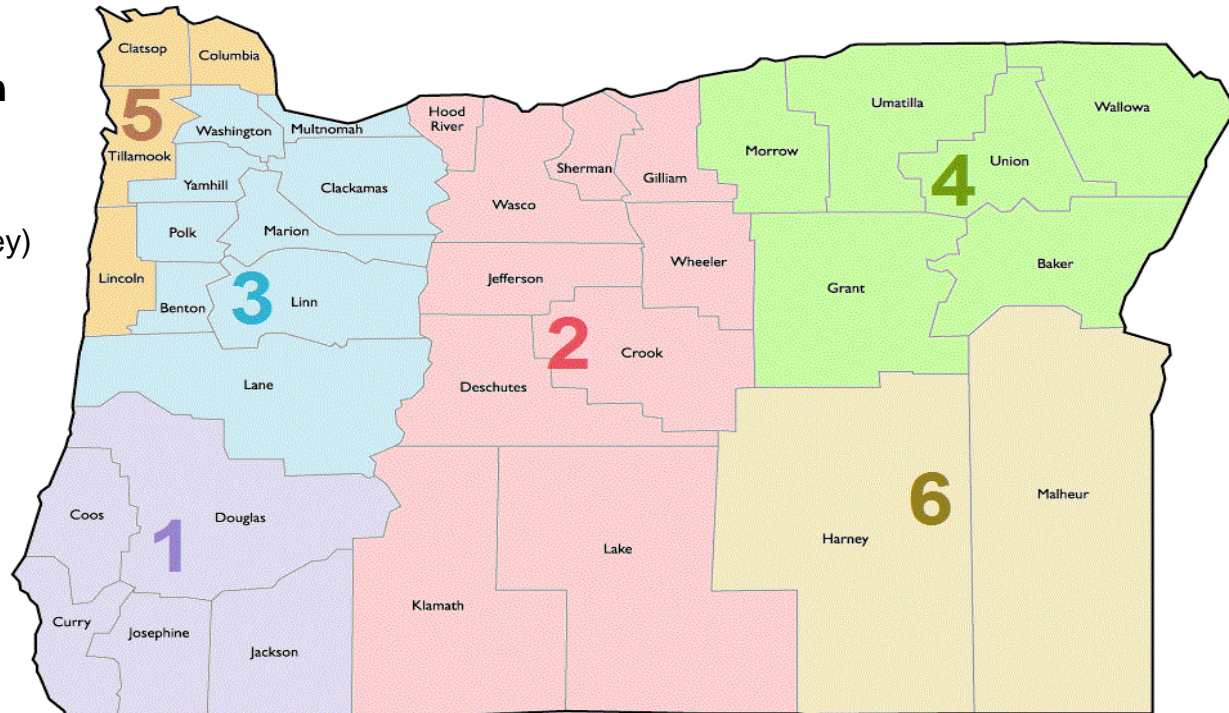 Clatsop
Columbia
n
5
Washington
Multnomah
Tillamook
Yamhill
Clackamas
Polk
Marion
ey)
Lincoln
Benton
3
Linn
Lane
Hood
River
Sherman
Gilliam
Wasco
Jefferson
Wheeler
2
Crook
Deschutes
Klamath
Lake
Umatilla
Wallowa
Morrow
4
Union
Grant
Baker
6
Harney
Malheur
Coos
Douglas
1
Curry
Josephine
Jackson